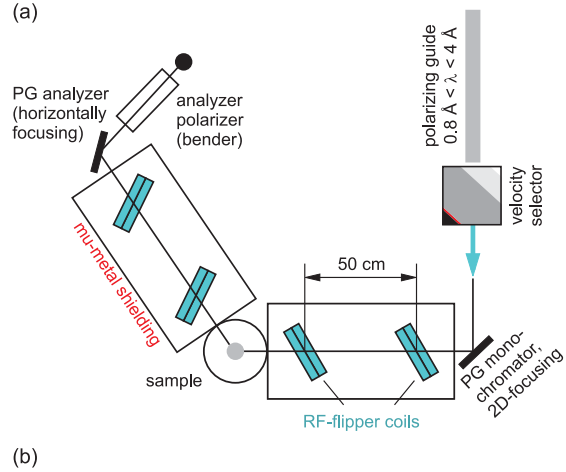 (a)
PG analyzer
(horizontally
focusing)
analyzer
polarizer
(bender)
polarizing guide
0.8 Å < λ < 4 Å
velocity
selector
mu-metal shielding
50 cm
sample
RF-flipper coils
PG mono-
chromator,
2D-focusing
(b)